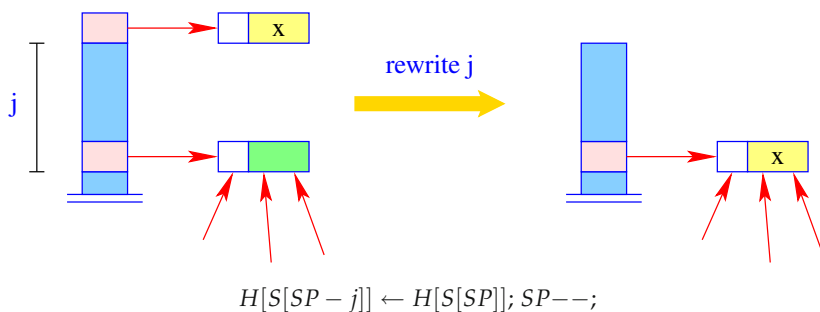 x
rewrite j
j
x
H[S[SP − j]] ← H[S[SP]]; SP−−;